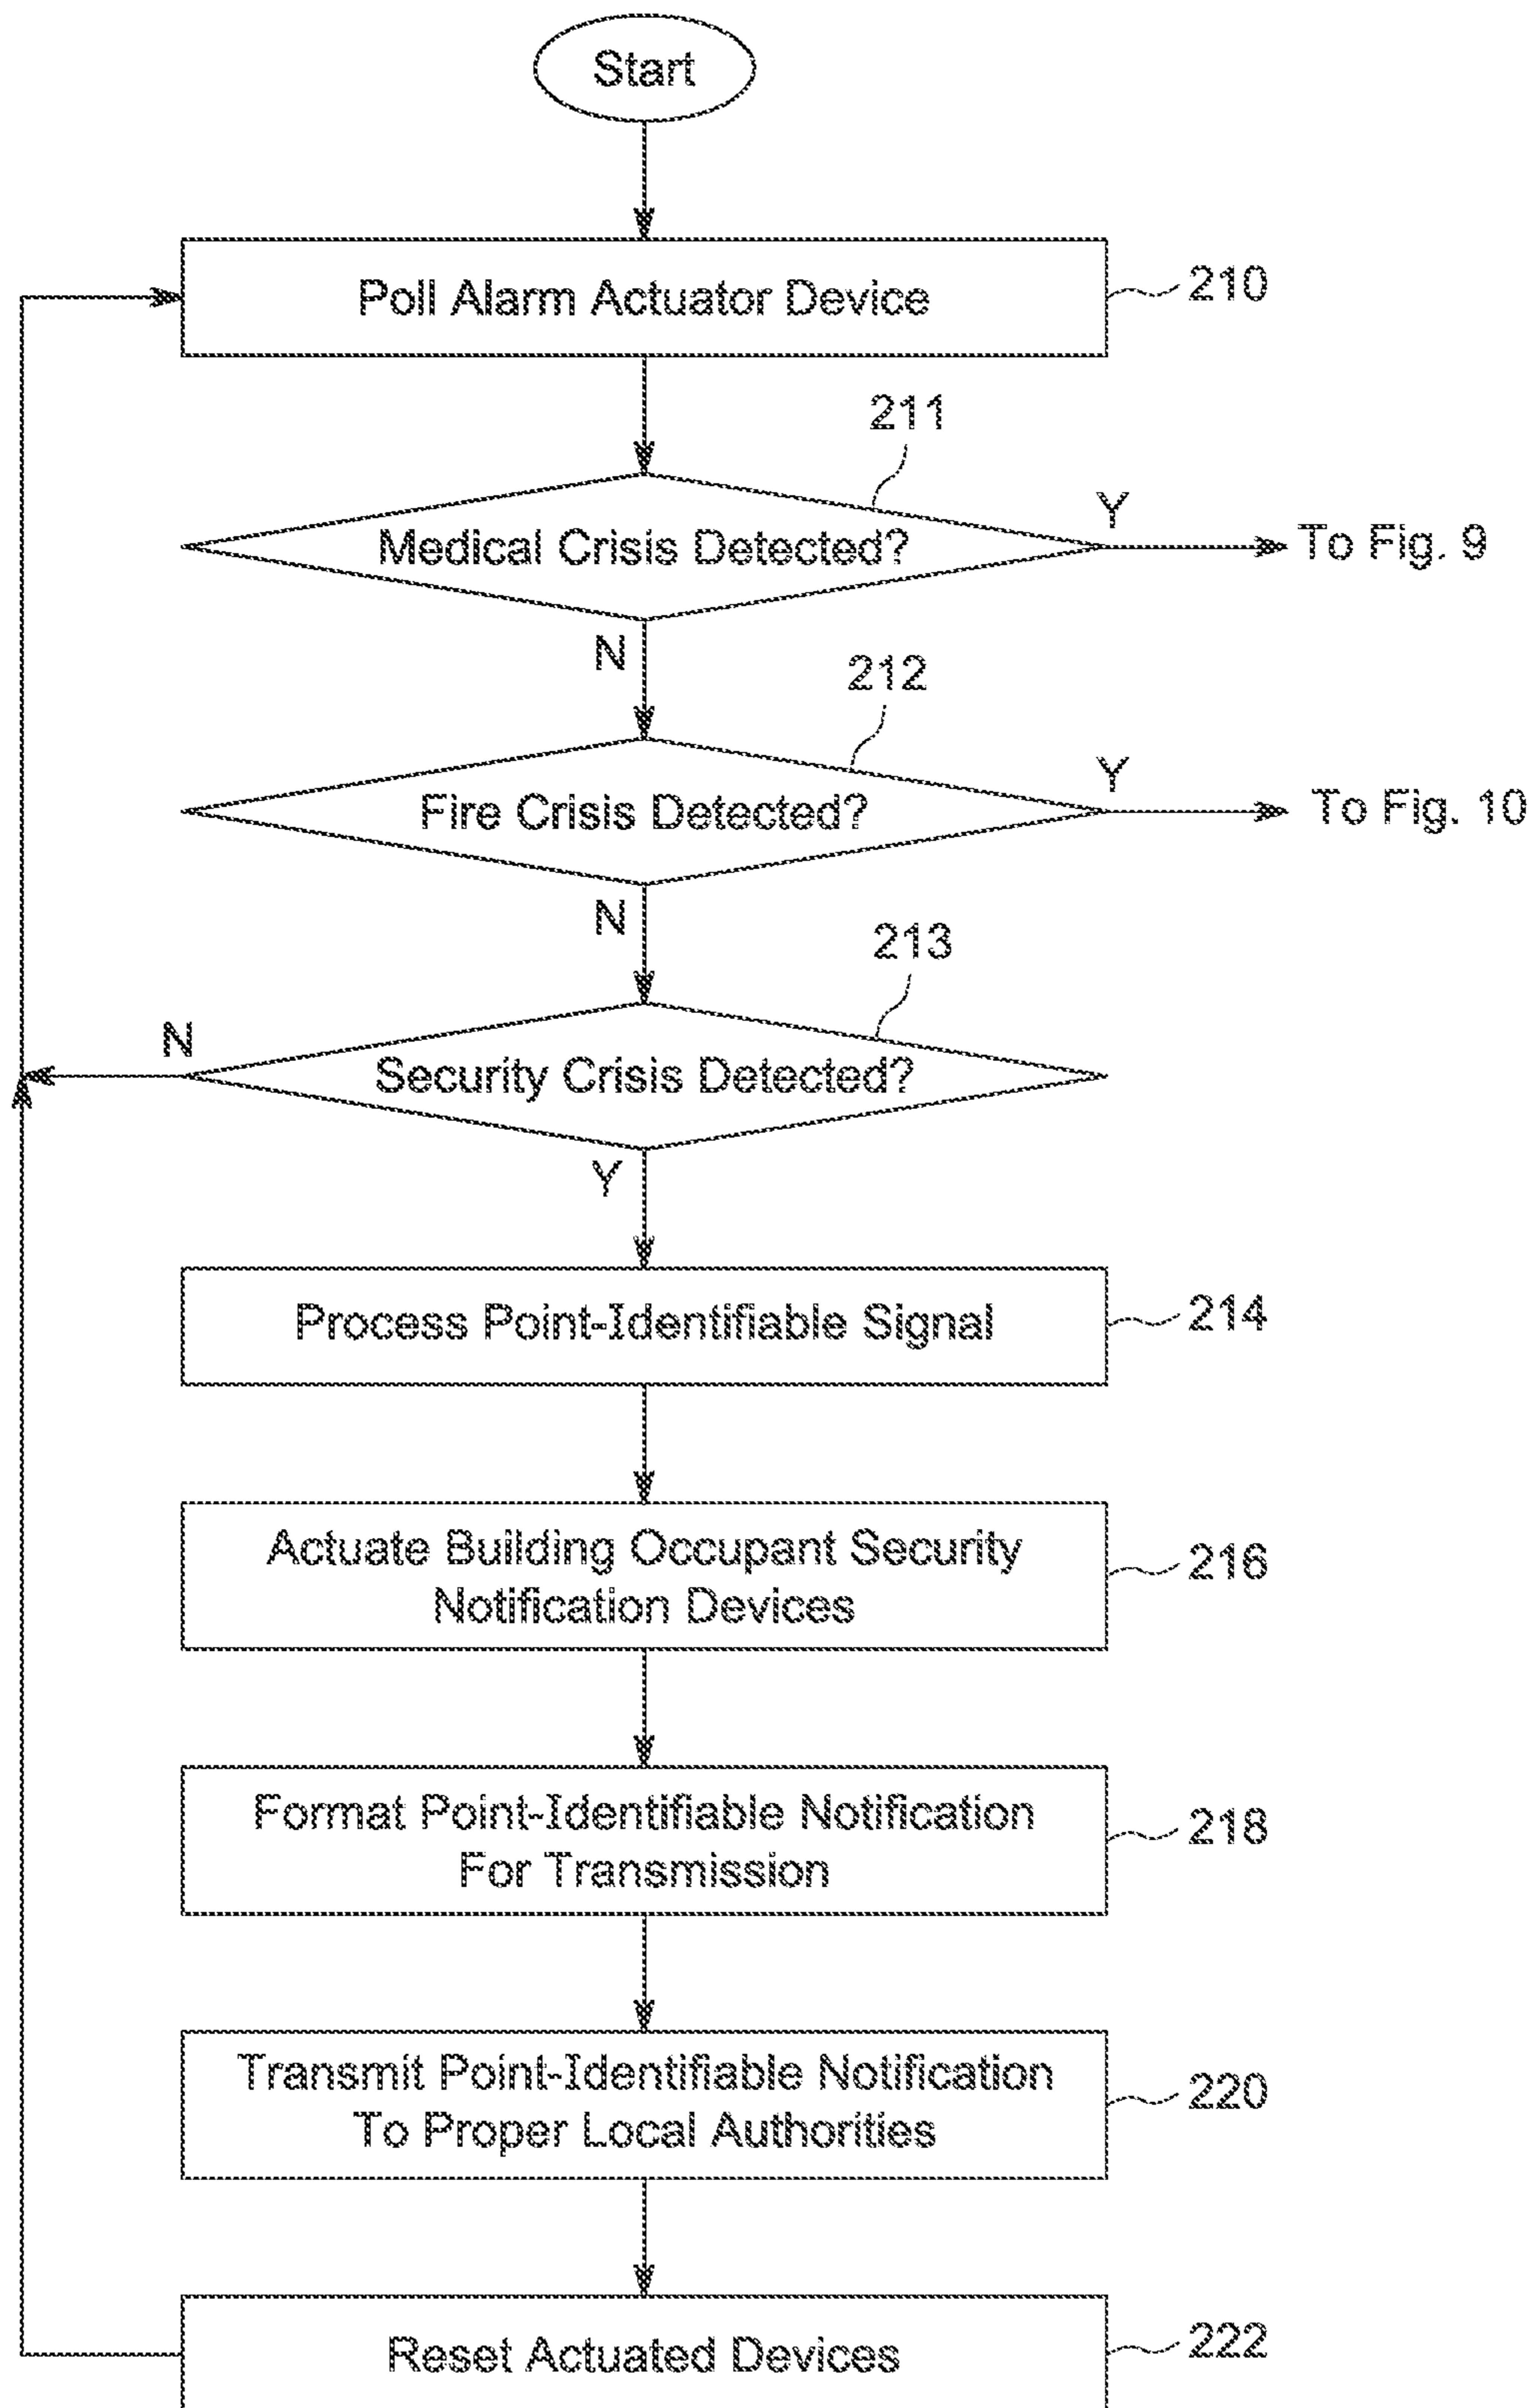 Start
Poll Alarm Actuator Device
210
211
Medical Crisis Detected?
Y
To Fig. 9
N
212
Fire Crisis Detected?
Y
To Fig. 10
N
213
Security Crisis Detected?
N
Y
Process Point-Identifiable Signal
214
Actuate Building Occupant Security
Notification Devices
216
Format Point-Identifiable Notification
For Transmission
218
Transmit Point-Identifiable Notification
To Proper Local Authorities
220
Reset Actuated Devices
222